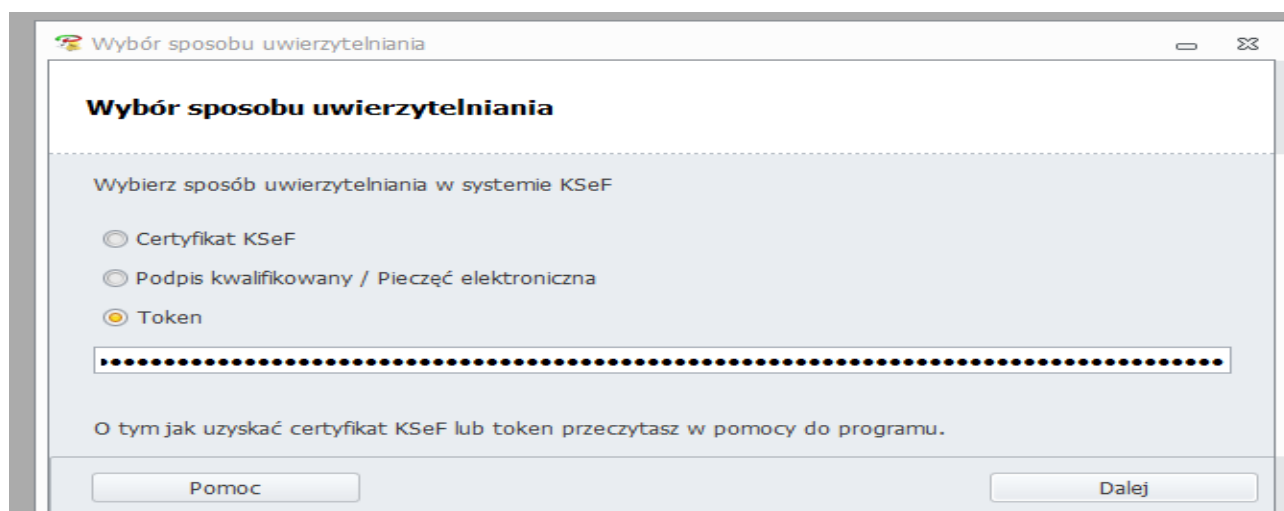 Wybór sposobu uwierzytelniania
Wybór sposobu uwierzytelniania
Wybierz sposób uwierzytelniania w systemie KSeF
Certyfikat KSeF
Podpis kwalifikowany / Pieczęć elektroniczna
Token
O tym jak uzyskać certyfikat KSeF lub token przeczytasz w pomocy do programu.
Pomoc
Dalej